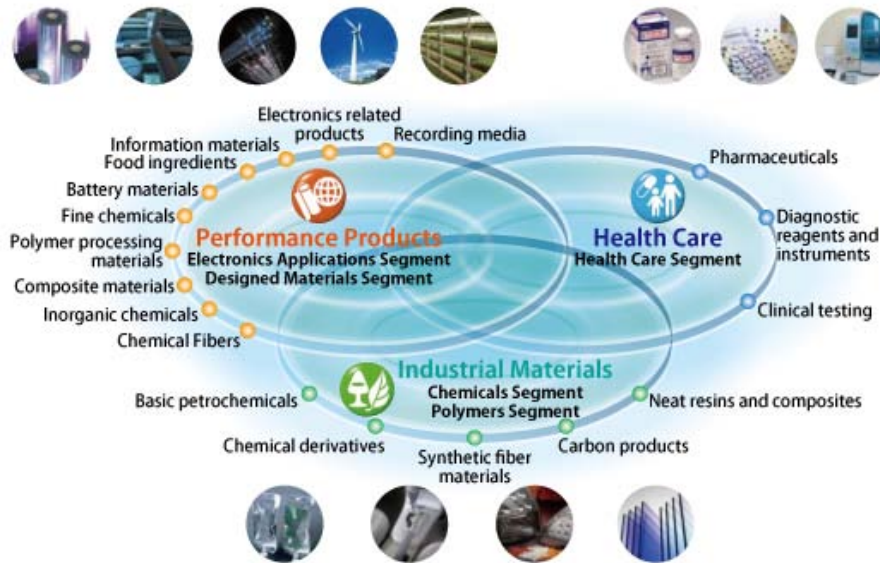 Electronics related
products
Recording media
Information materials
Food ingredients
Battery materials
Fine chemicals
Polymer processing
materials
Composite materials
Inorganic chemicals
Chemical Fibers
Performance Products
Electronics Applications Segment
Designed Materials Segment
Pharmaceuticals
Diagnostic
reagents and
instruments
Clinical testing
Health Care
Health Care Segment
Industrial Materials
Chemicals Segment
Polymers Segment
Basic petrochemicals
Chemical derivatives
Synthetic fiber
materials
Carbon products
Neat resins and composites